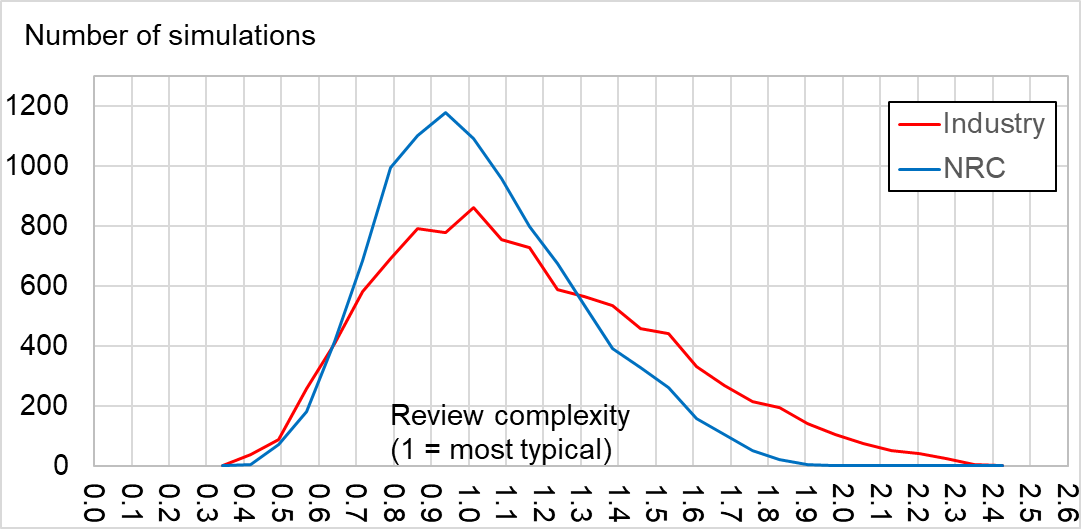 Number of simulations
1200
1000
800
600
400
200
0
Industry
NRC
Review complexity
(1 = most typical)
0.0 0.1 0.2 0.3 0.4 0.5 0.6 0.7 0.8 0.9 1.0 1.1 1.2 1.3 1.4 1.5 1.6 1.7 1.8 1.9 2.0 2.1 2.2 2.3 2.4 2.5 2.6